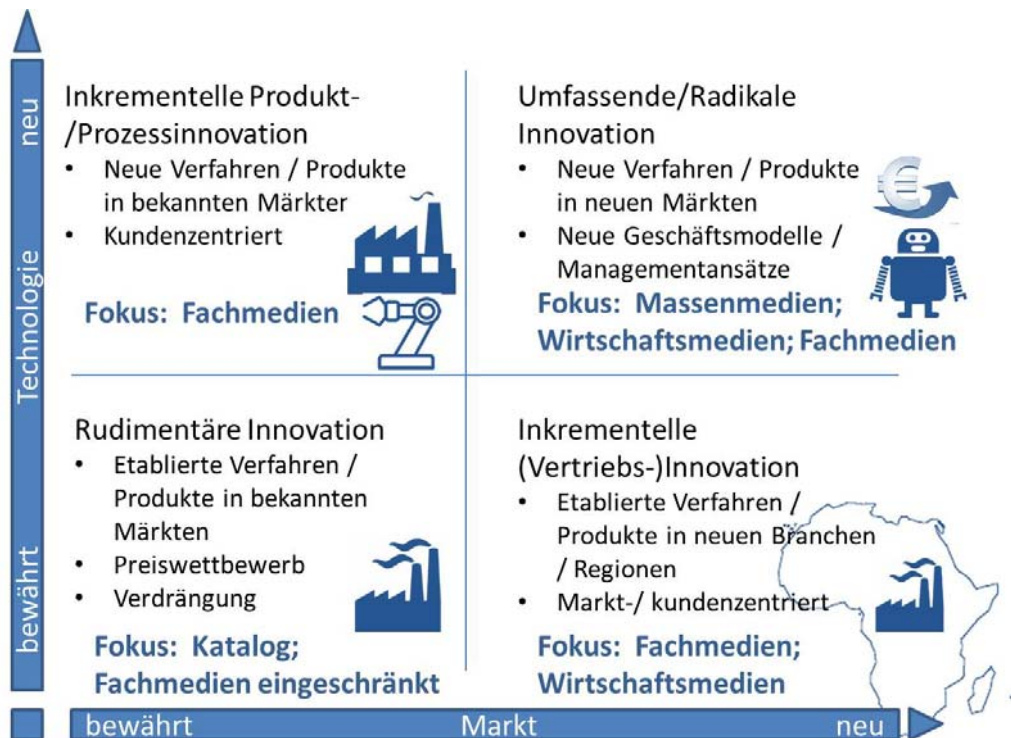 neu
Technologie
bewährt
Inkrementelle Produkt-
/Prozessinnovation
• Neue Verfahren / Produkte
in bekannten Märkter
• Kundenzentriert
Fokus: Fachmedien
Umfassende/Radikale
Innovation
• Neue Verfahren / Produkte
in neuen Märkten
• Neue Geschäftsmodelle /
Managementansätze
Fokus: Massenmedien;
Wirtschaftsmedien; Fachmedien
Rudimentäre Innovation
• Etablierte Verfahren /
Produkte in bekannten
Märkten
• Preiswettbewerb
• Verdrängung
Fokus: Katalog;
Fachmedien eingeschränkt
Inkrementelle
(Vertriebs-)Innovation
• Etablierte Verfahren /
Produkte in neuen Branchen
/ Regionen
• Markt-/ kundenzentriert
Fokus: Fachmedien;
Wirtschaftsmedien
bewährt Markt neu
€